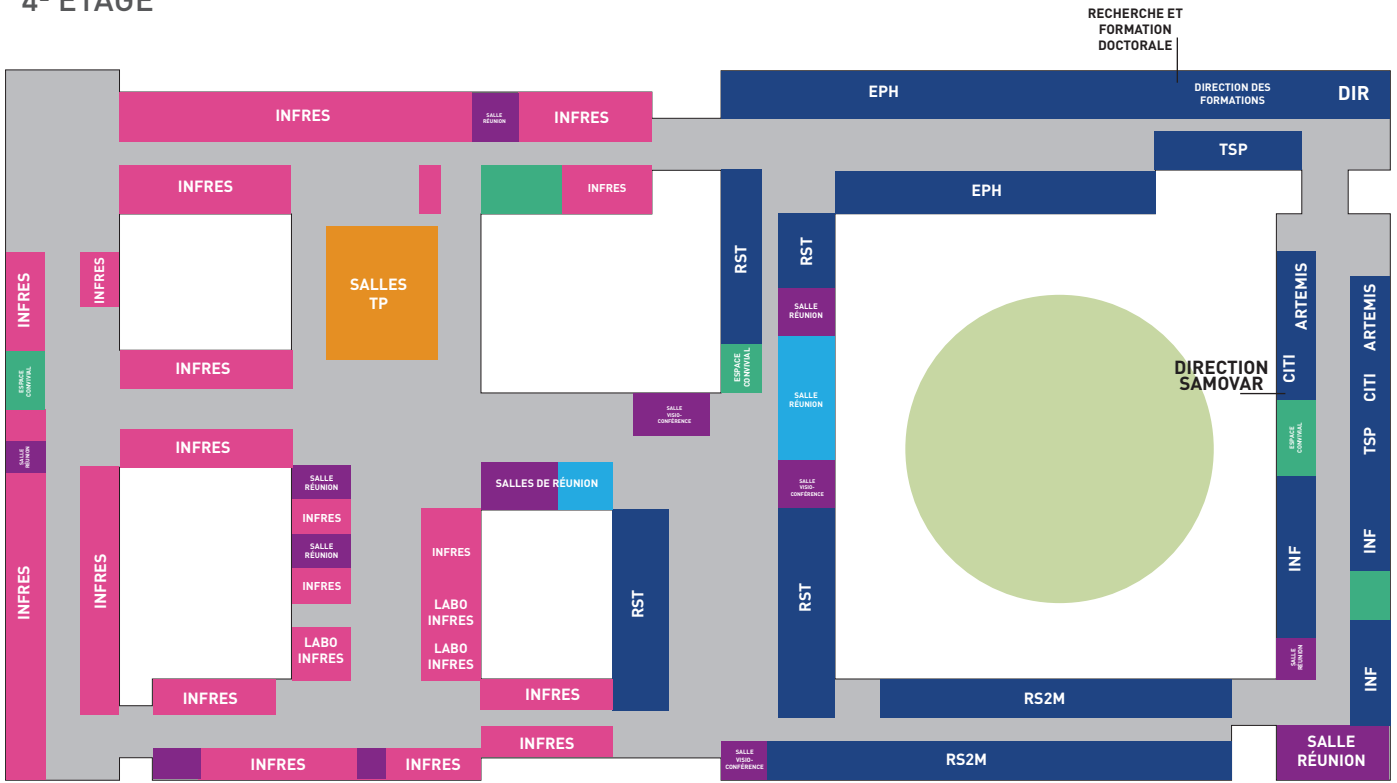 4e ÉTAGE
RECHERCHE ET
FORMATION
DOCTORALE
EPH
DIRECTION DES
FORMATIONS
DIR
INFRES
SALLE
RÉUNION
INFRES
TSP
INFRES
INFRES
EPH
RST
RST
INFRES
INFRES
SALLES
TP
SALLE
RÉUNION
ARTEMIS
ARTEMIS
INFRES
ESPACE
CONVIVIAL
ESPACE
CONVIVIAL
SALLE
RÉUNION
DIRECTION
SAMOVAR
CITI
CITI
SALLE
VISIO-
CONFÉRENCE
INFRES
SALLE
RÉUNION
ESPACE
CONVIVIAL
TSP
SALLE
RÉUNION
SALLES DE RÉUNION
SALLE
VISIO-
CONFÉRENCE
INFRES
SALLE
RÉUNION
INFRES
INFRES
INFRES
INFRES
LABO
INFRES
LABO
INFRES
LABO
INFRES
RST
RST
INF
INF
SALLE
RÉUNION
INF
INFRES
INFRES
RS2M
INFRES
INFRES
INFRES
SALLE
VISIO-
CONFÉRENCE
RS2M
SALLE
RÉUNION